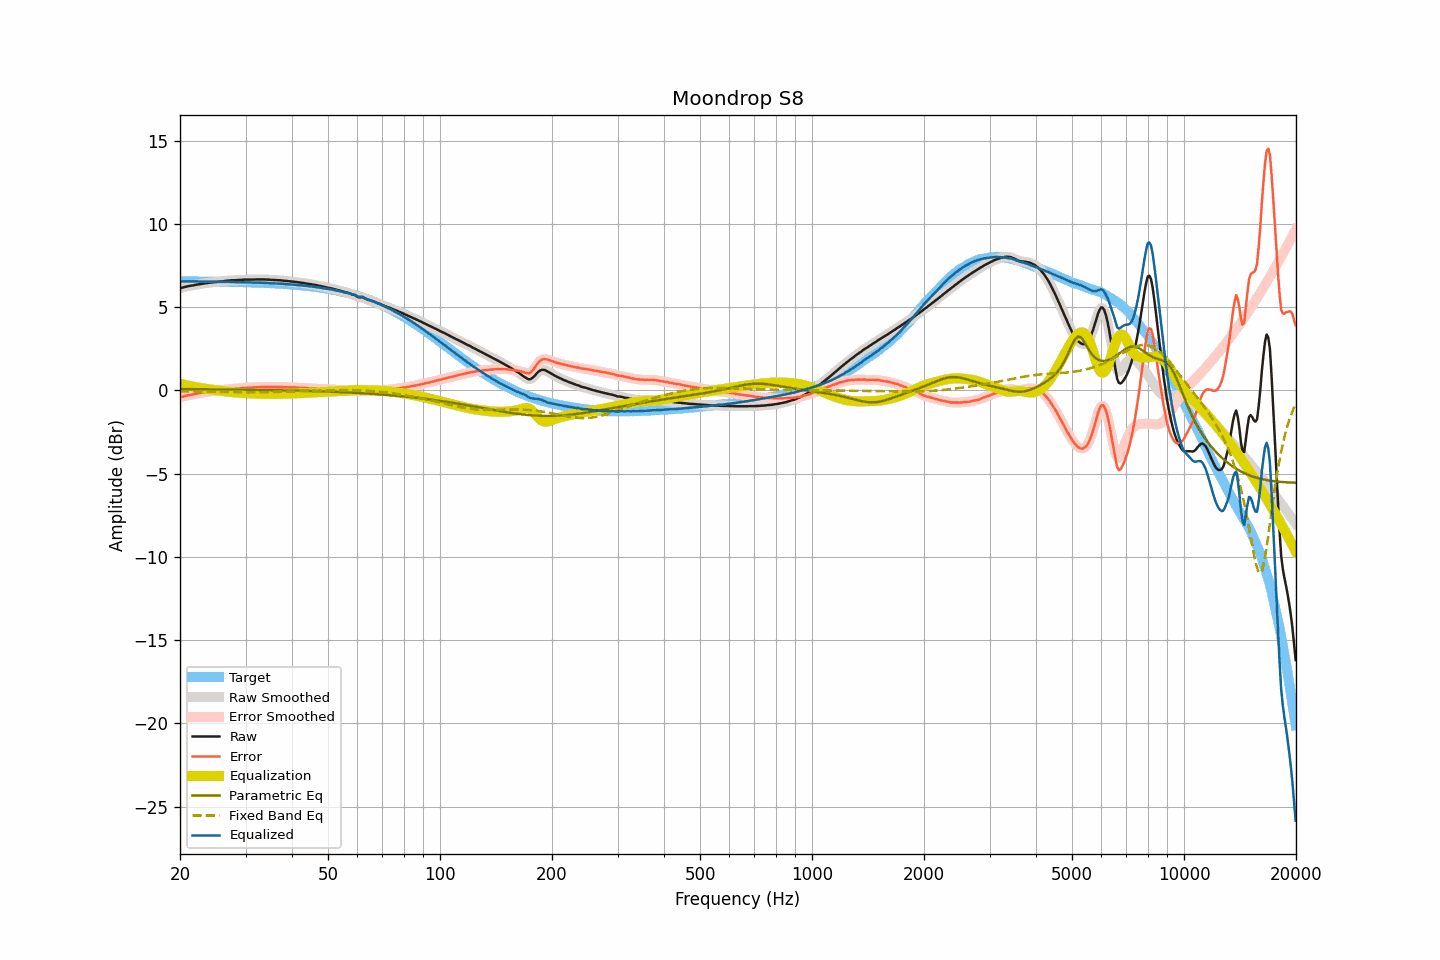 Moondrop S8
15
10
5
0
−5
−10
−15
−20
−25
Amplitude (dBr)
Target
Raw Smoothed
Error Smoothed
Raw
Error
Equalization
Parametric Eq
Fixed Band Eq
Equalized
20 50 100 200 500 1000 2000 5000 10000 20000
Frequency (Hz)